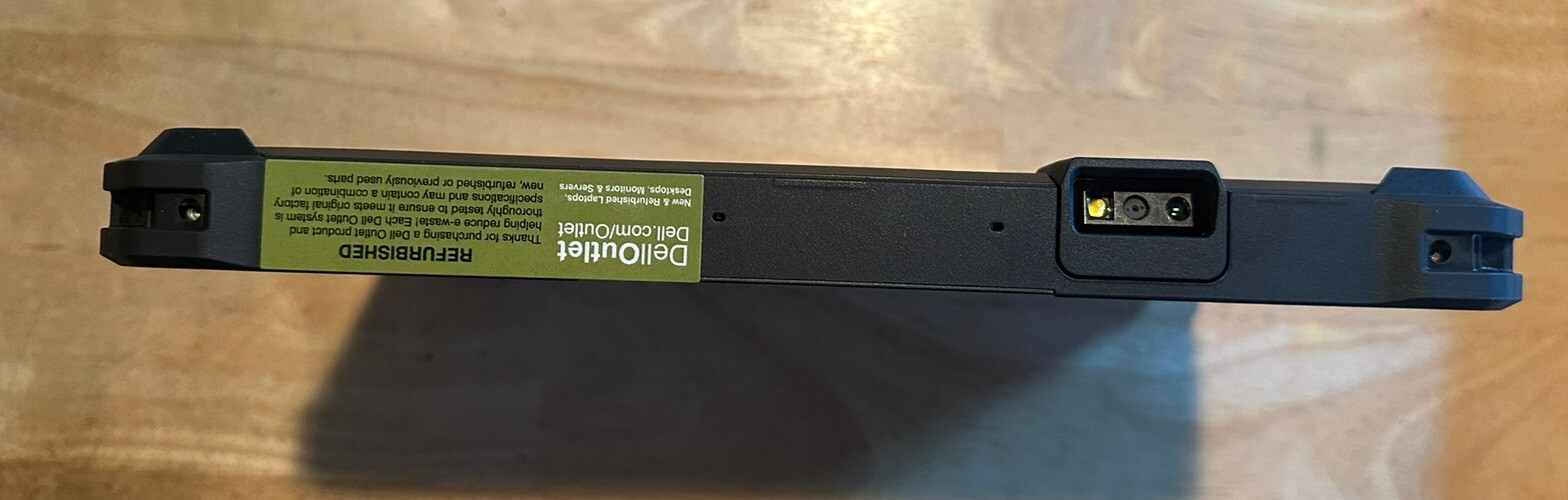 DellOutlet
Dell.com/Outlet
New & Refurbished Laptops,
Desktops, Monitors & Servers
REFURBISHED
Thanks for purchasing a Dell Outlet product and
helping reduce e-waste! Each Dell Outlet system is
thoroughly tested to ensure it meets original factory
specifications and may contain a combination of
new, refurbished or previously used parts.